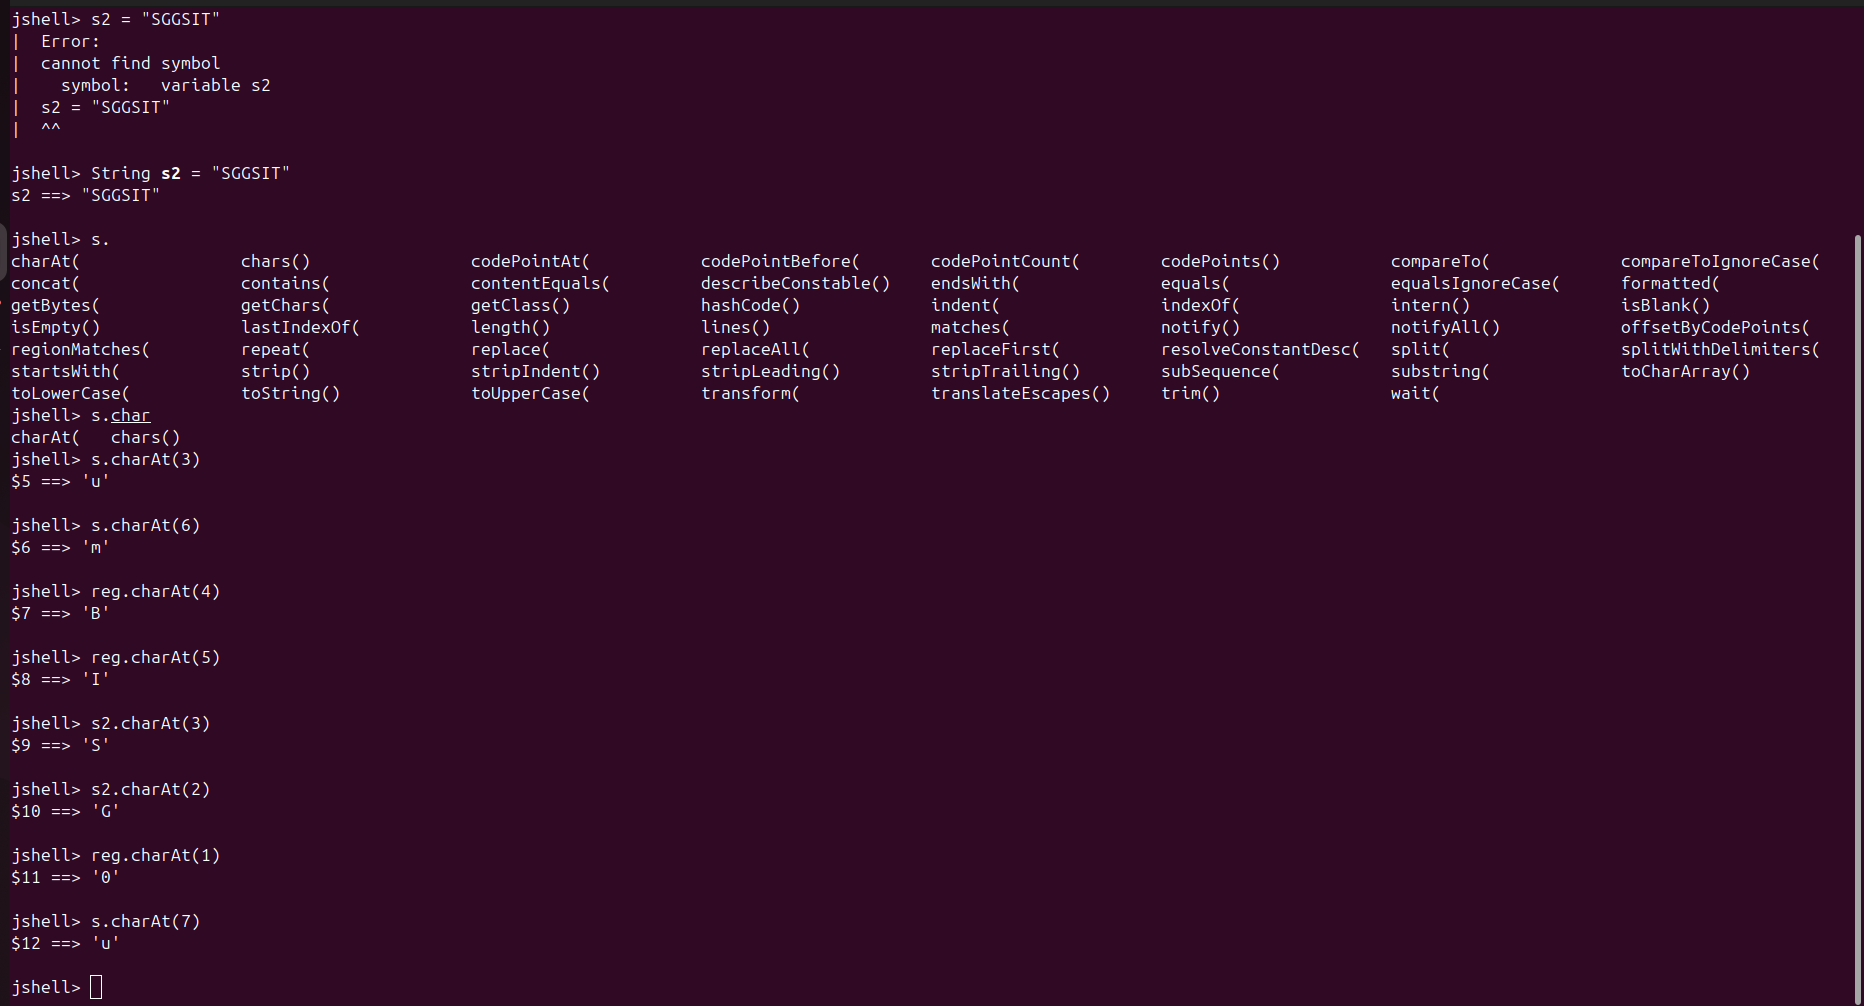 jshell> s2 = "SGGSIT"
|  Error:
|  cannot find symbol
|    symbol:   variable s2
|  s2 = "SGGSIT"
|  ^^
jshell> String s2 = "SGGSIT"
s2 ==> "SGGSIT"
jshell> s.
charAt(                chars()                codePointAt(           codePointBefore(       codePointCount(        codePoints()           compareTo(             compareToIgnoreCase(
concat(                contains(              contentEquals(         describeConstable()    endsWith(              equals(                equalsIgnoreCase(      formatted(
getBytes(              getChars(              getClass()             hashCode()             indent(                indexOf(               intern()               isBlank()
isEmpty()              lastIndexOf(           length()               lines()                matches(               notify()               notifyAll()            offsetByCodePoints(
regionMatches(         repeat(                replace(               replaceAll(            replaceFirst(          resolveConstantDesc(   split(                 splitWithDelimiters(
startsWith(            strip()                stripIndent()          stripLeading()         stripTrailing()        subSequence(           substring(             toCharArray()
toLowerCase(           toString()             toUpperCase(           transform(             translateEscapes()     trim()                 wait(
jshell> s.char
charAt(   chars()
jshell> s.charAt(3)
$5 ==> 'u'
jshell> s.charAt(6)
$6 ==> 'm'
jshell> reg.charAt(4)
$7 ==> 'B'
jshell> reg.charAt(5)
$8 ==> 'I'
jshell> s2.charAt(3)
$9 ==> 'S'
jshell> s2.charAt(2)
$10 ==> 'G'
jshell> reg.charAt(1)
$11 ==> '0'
jshell> s.charAt(7)
$12 ==> 'u'
jshell>